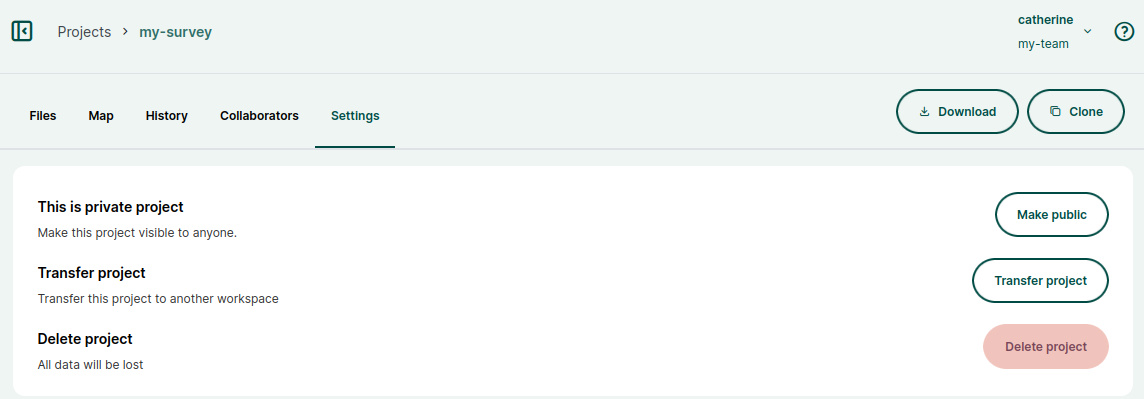 Projects > my-survey
catherine
my-team
Files Map History Collaborators Settings
Download Clone
This is private project
Make this project visible to anyone.
Make public
Transfer project
Transfer this project to another workspace
Transfer project
Delete project
All data will be lost
Delete project